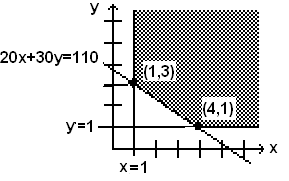 y
20x+30y=110
(1,3)
(4,1)
y=1
x
x=1